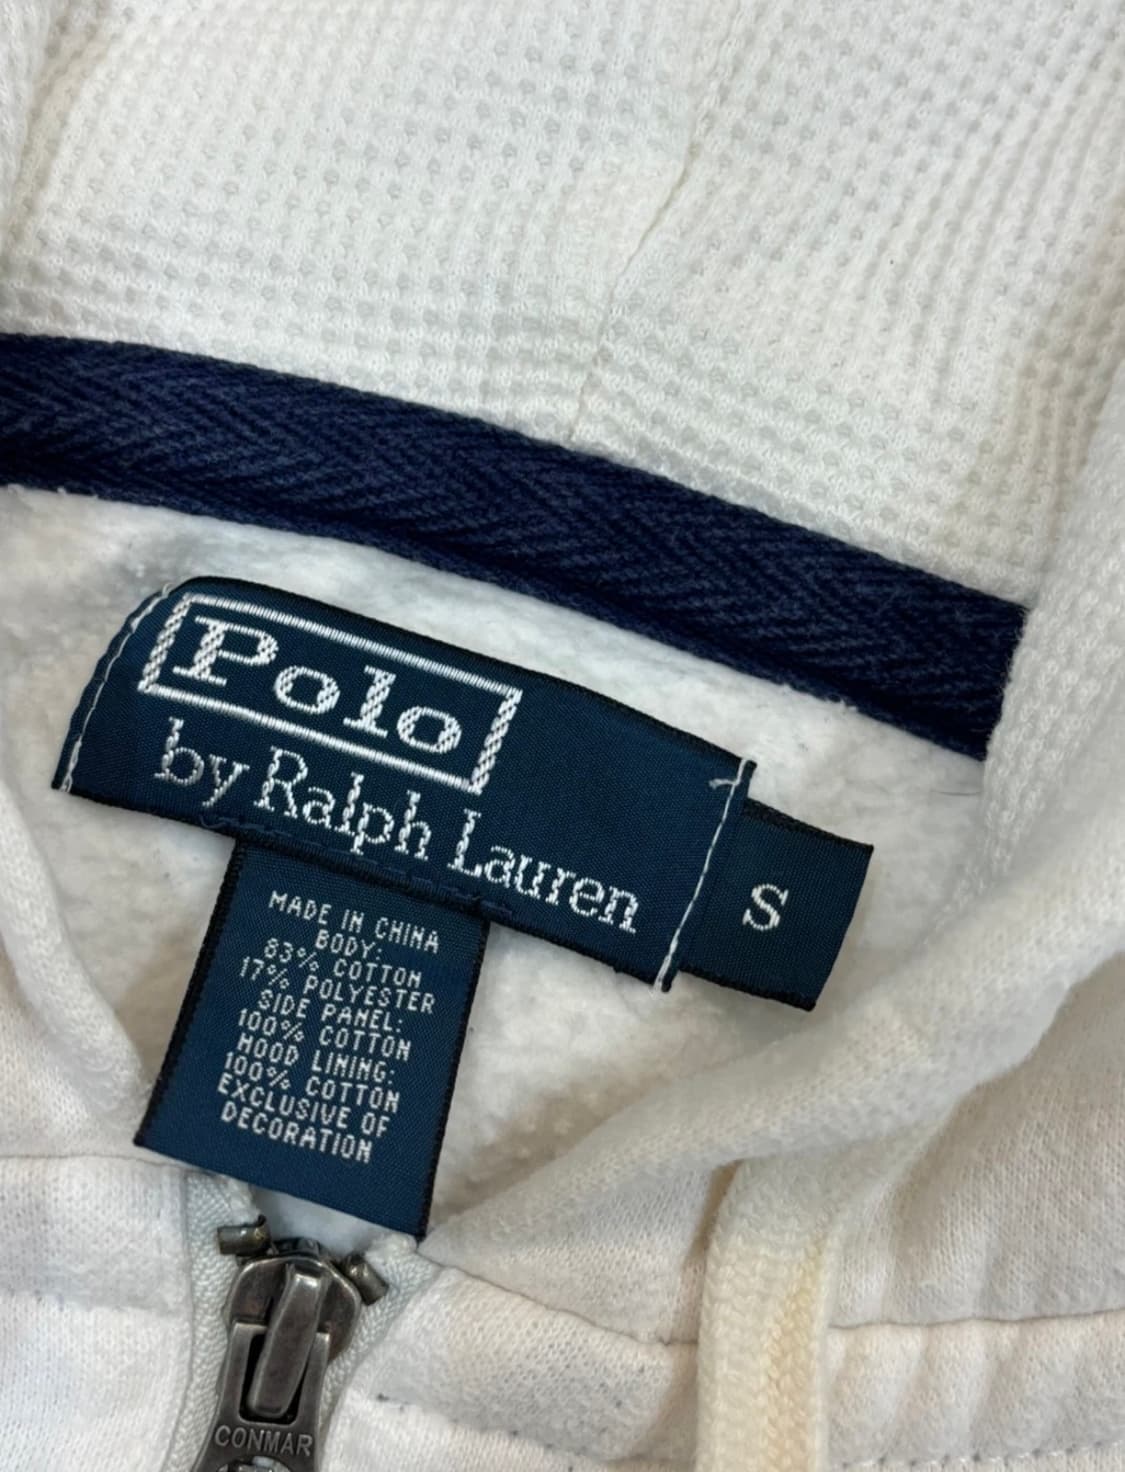 Polo
by Ralph Lauren
S
MADE IN CHINA
BODY:
83% COTTON
17% POLYESTER
SIDE PANEL:
100% COTTON
HOOD LINING:
100% COTTON
EXCLUSIVE OF
DECORATION
CONMAR